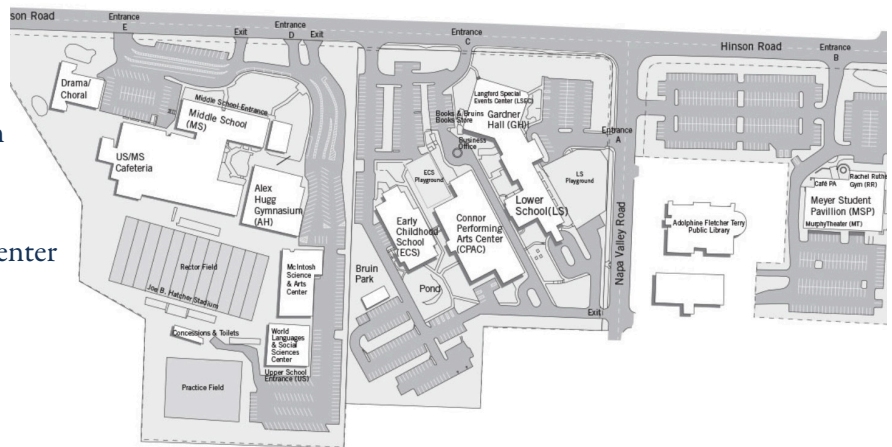 son Road
Entrance
E
Exit
Entrance
D
Exit
Entrance
C
Hinson Road
Entrance
B
Drama/
Choral
Middle School Entrance
Middle School
(MS)
US/MS
Cafeteria
Alex
Hugg
Gymnasium
(AH)
Rector Field
Joe B. Hatcher Stadium
Concessions & Toilets
Practice Field
McIntosh
Science
& Arts
Center
World
Languages
& Social
Sciences
Center
Upper School
Entrance (US)
Langford Special
Events Center (LSEC)
Books & Bruins
Books Store
Gardner
Hall (GH)
Business
Office
ECS
Playground
Early
Childhood
School
(ECS)
Connor
Performing
Arts Center
(CPAC)
Lower
School(LS)
LS
Playground
Bruin
Park
Pond
Exit
Entrance
A
Napa Valley Road
Adolphine Fletcher Terry
Public Library
Café PA
Rachel Ruthe
Gym (RR)
Meyer Student
Pavillion (MSP)
MurphyTheater (MT)
n
enter